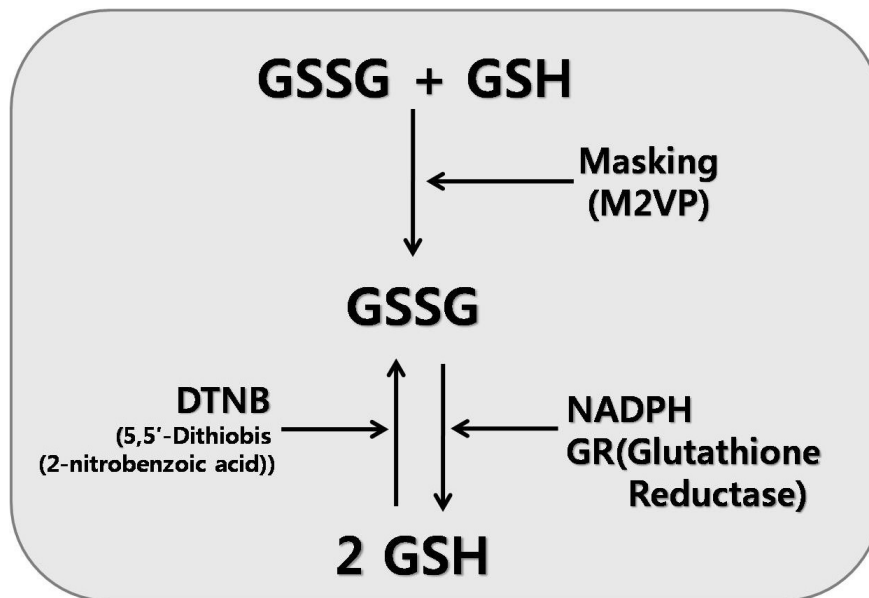 GSSG + GSH
Masking
(M2VP)
GSSG
DTNB
(5,5'-Dithiobis
(2-nitrobenzoic acid))
NADPH
GR(Glutathione
Reductase)
2 GSH